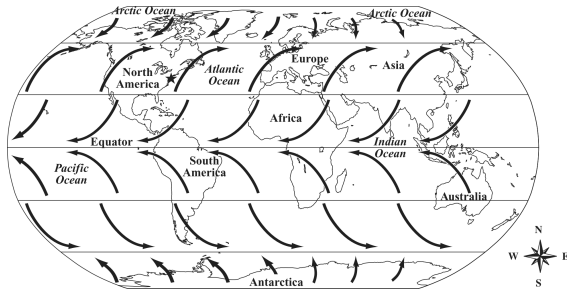 Arctic Ocean
Arctic Ocean
North
America
Atlantic
Ocean
Europe
Asia
Africa
Equator
Indian
Ocean
Pacific
Ocean
South
America
Australia
Antarctica
N
W
E
S